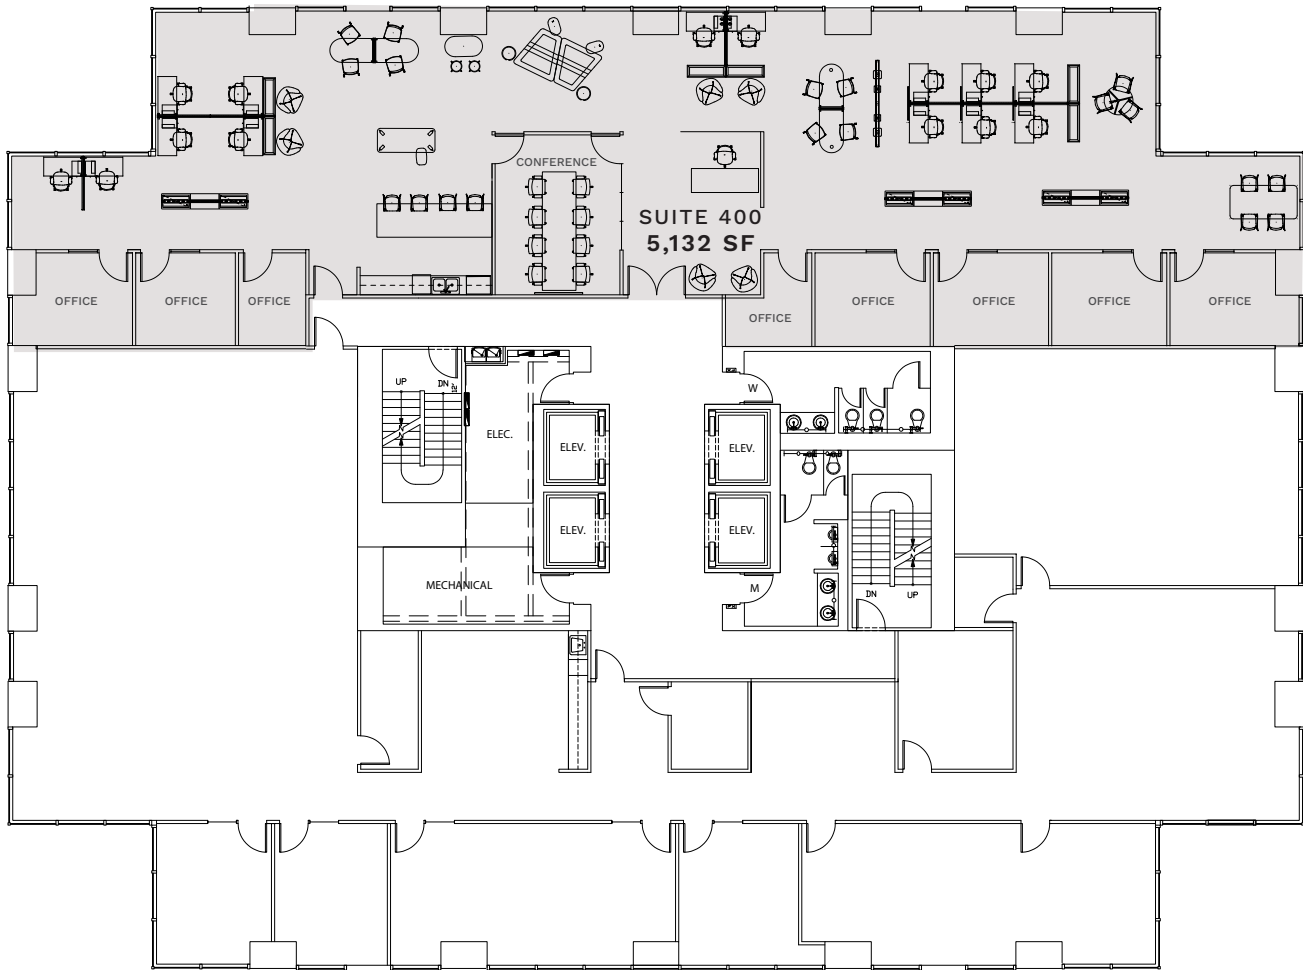 CONFERENCE
SUITE 400
5,132 SF
OFFICE
OFFICE
OFFICE
OFFICE
OFFICE
OFFICE
OFFICE
OFFICE
UP
DN
12'
W
ELEC.
ELEV.
ELEV.
ELEV.
ELEV.
MECHANICAL
M
DN
UP